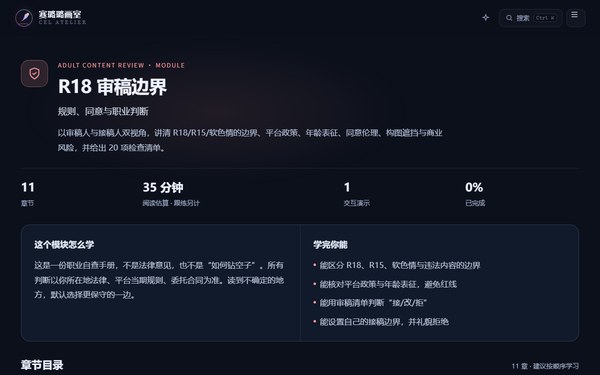 寒璐璐画室
CEL ATELIER
搜索 Ctrl K
ADULT CONTENT REVIEW • MODULE
R18 审稿边界
规则、同意与职业判断
以审稿人与接稿人双视角，讲清 R18/R15/软色情的边界、平台政策、年龄表征、同意伦理、构图遮挡与商业
风险，并给出 20 项检查清单。
11
章节
35 分钟
阅读估算 · 跟练另计
1
交互演示
0%
已完成
这个模块怎么学
这是一份职业自查手册，不是法律意见，也不是“如何钻空子”。所有
判断以你所在地法律、平台当期规则、委托合同为准。读到不确定的地
方，默认选择更保守的一边。
学完你能
• 能区分 R18、R15、软色情与违法内容的边界
• 能核对平台政策与年龄表征，避免红线
• 能用审稿清单判断“接/改/拒”
• 能设置自己的接稿边界，并礼貌拒绝
章节目录
11 章 · 建议按顺序学习